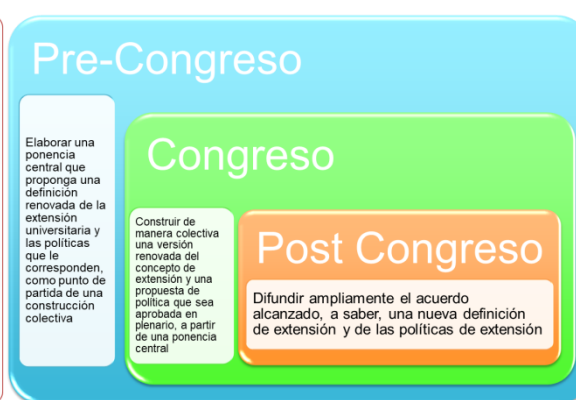 Pre-Congreso
Elaborar una
ponencia
central que
proponga una
definición
renovada de la
extensión
universitaria y
las políticas
que le
corresponden,
como punto de
partida de una
construcción
colectiva
Congreso
Construir de
manera colectiva
una versión
renovada del
concepto de
extensión y una
propuesta de
política que sea
aprobada en
plenario, a partir
de una ponencia
central
Post Congreso
Difundir ampliamente el acuerdo
alcanzado, a saber, una nueva definición
de extensión y de las políticas de extensión